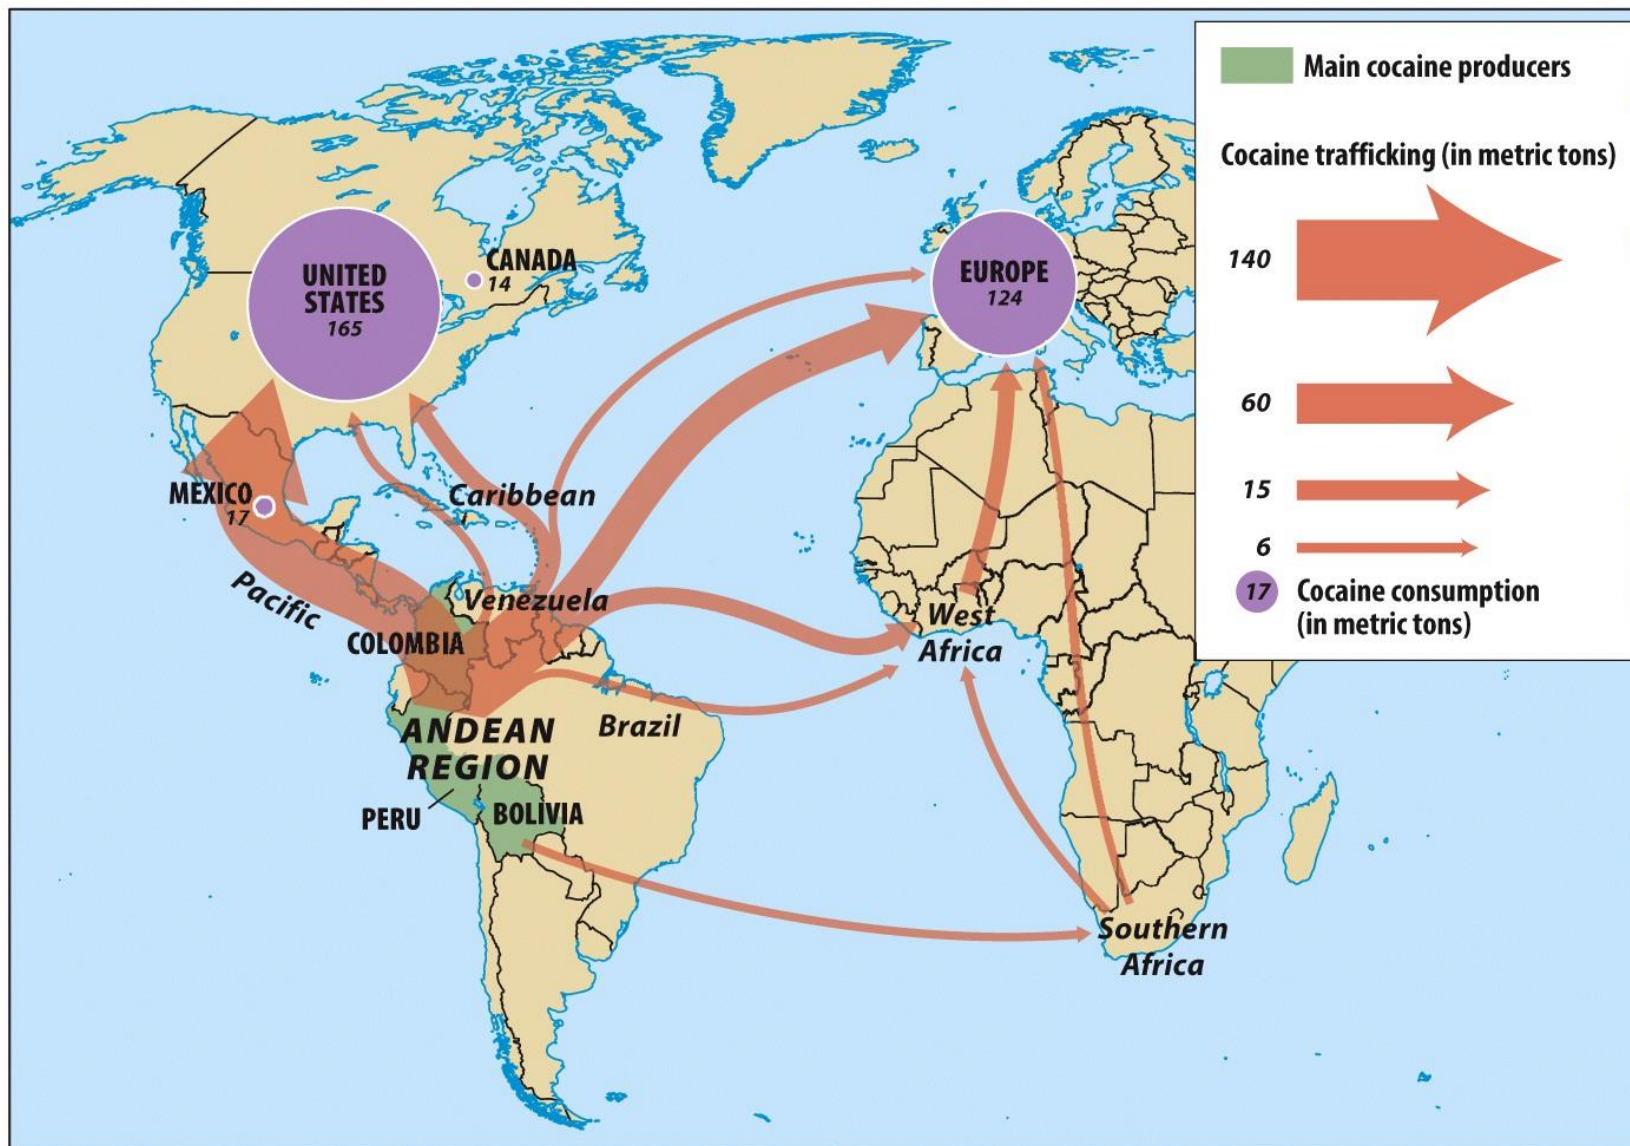 Main cocaine producers
Cocaine trafficking (in metric tons)
140
60
15
6
17
Cocaine consumption
(in metric tons)
UNITED
STATES
165
CANADA
14
EUROPE
124
MEXICO
17
Caribbean
Pacific
Venezuela
COLOMBIA
West
Africa
ANDEAN
REGION
Brazil
PERU
BOLIVIA
Southern
Africa